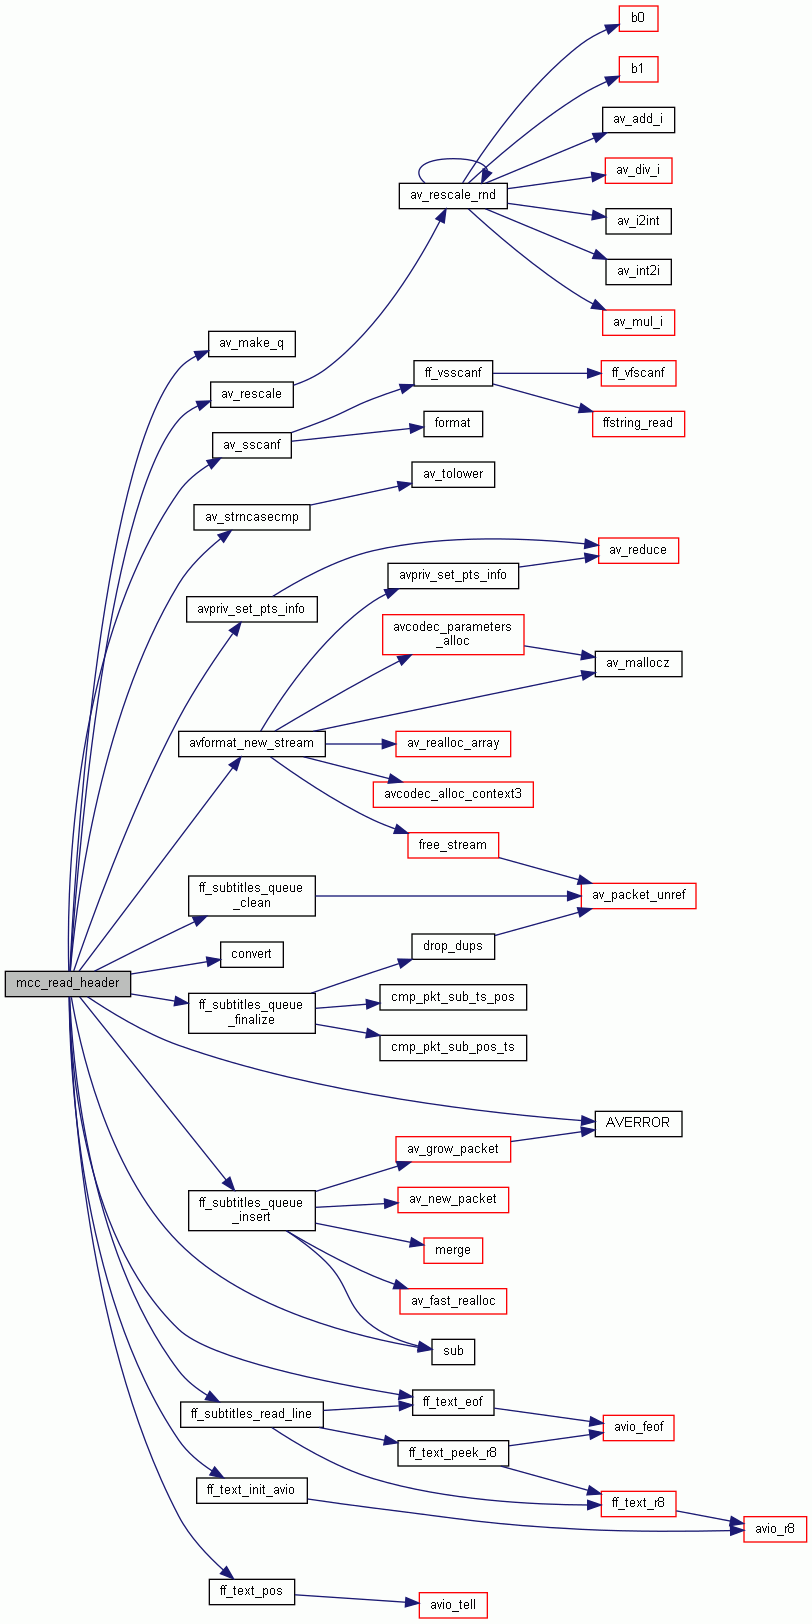 b0
b1
av_add_i
av_div_i
av_rescale_rnd
av_i2int
av_int2i
av_mul_i
av_make_q
ff_vsscanf
ff_vfscanf
av_rescale
format
ffstring_read
av_sscanf
av_tolower
av_strncasecmp
av_reduce
avpriv_set_pts_info
avpriv_set_pts_info
avcodec_parameters
_alloc
av_mallocz
avformat_new_stream
av_realloc_array
avcodec_alloc_context3
free_stream
ff_subtitles_queue
_clean
av_packet_unref
drop_dups
convert
mcc_read_header
cmp_pkt_sub_ts_pos
ff_subtitles_queue
_finalize
cmp_pkt_sub_pos_ts
AVERROR
av_grow_packet
av_new_packet
ff_subtitles_queue
_insert
merge
av_fast_realloc
sub
ff_text_eof
ff_subtitles_read_line
avio_feof
ff_text_peek_r8
ff_text_init_avio
ff_text_r8
avio_r8
ff_text_pos
avio_tell